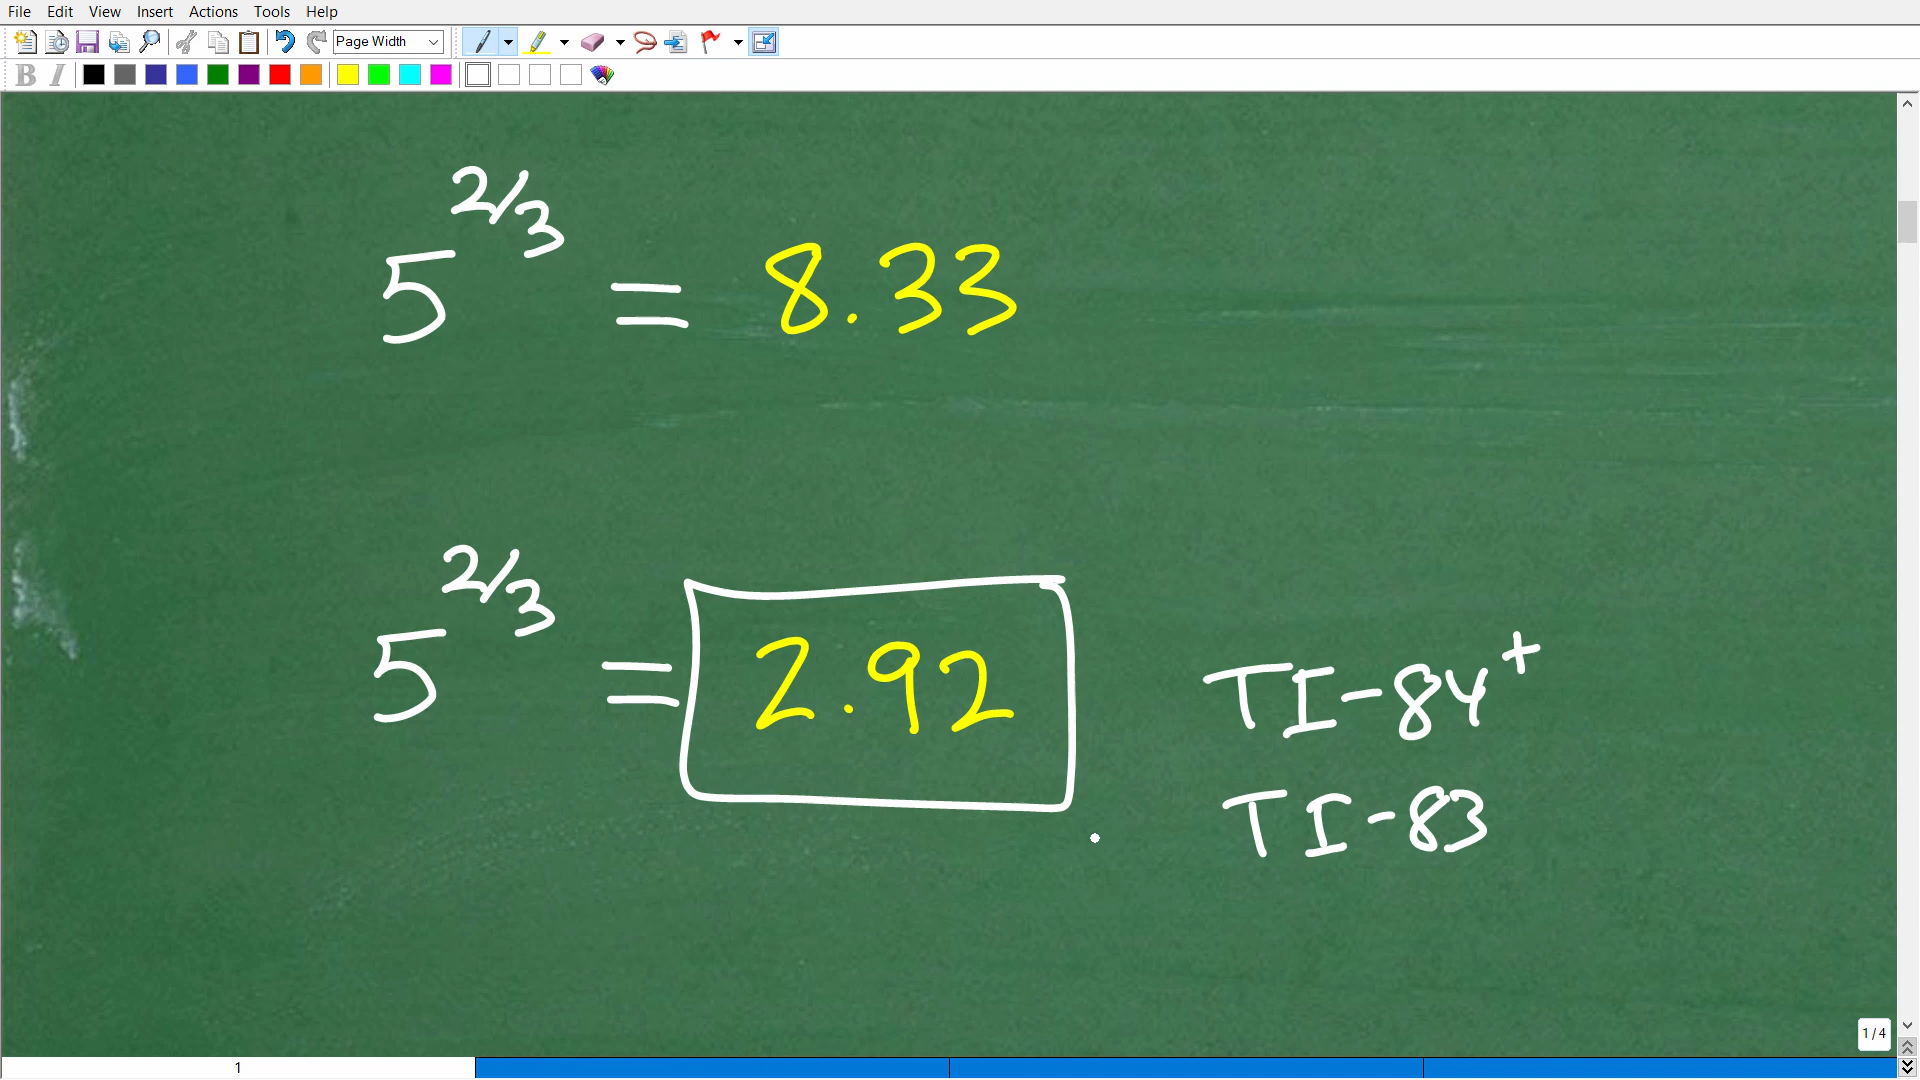 File Edit View Insert Actions Tools Help
Page Width
B I
5^2/3 = 8.33
5^2/3 = 2.92
TI-84+
TI-83
1 / 4
1